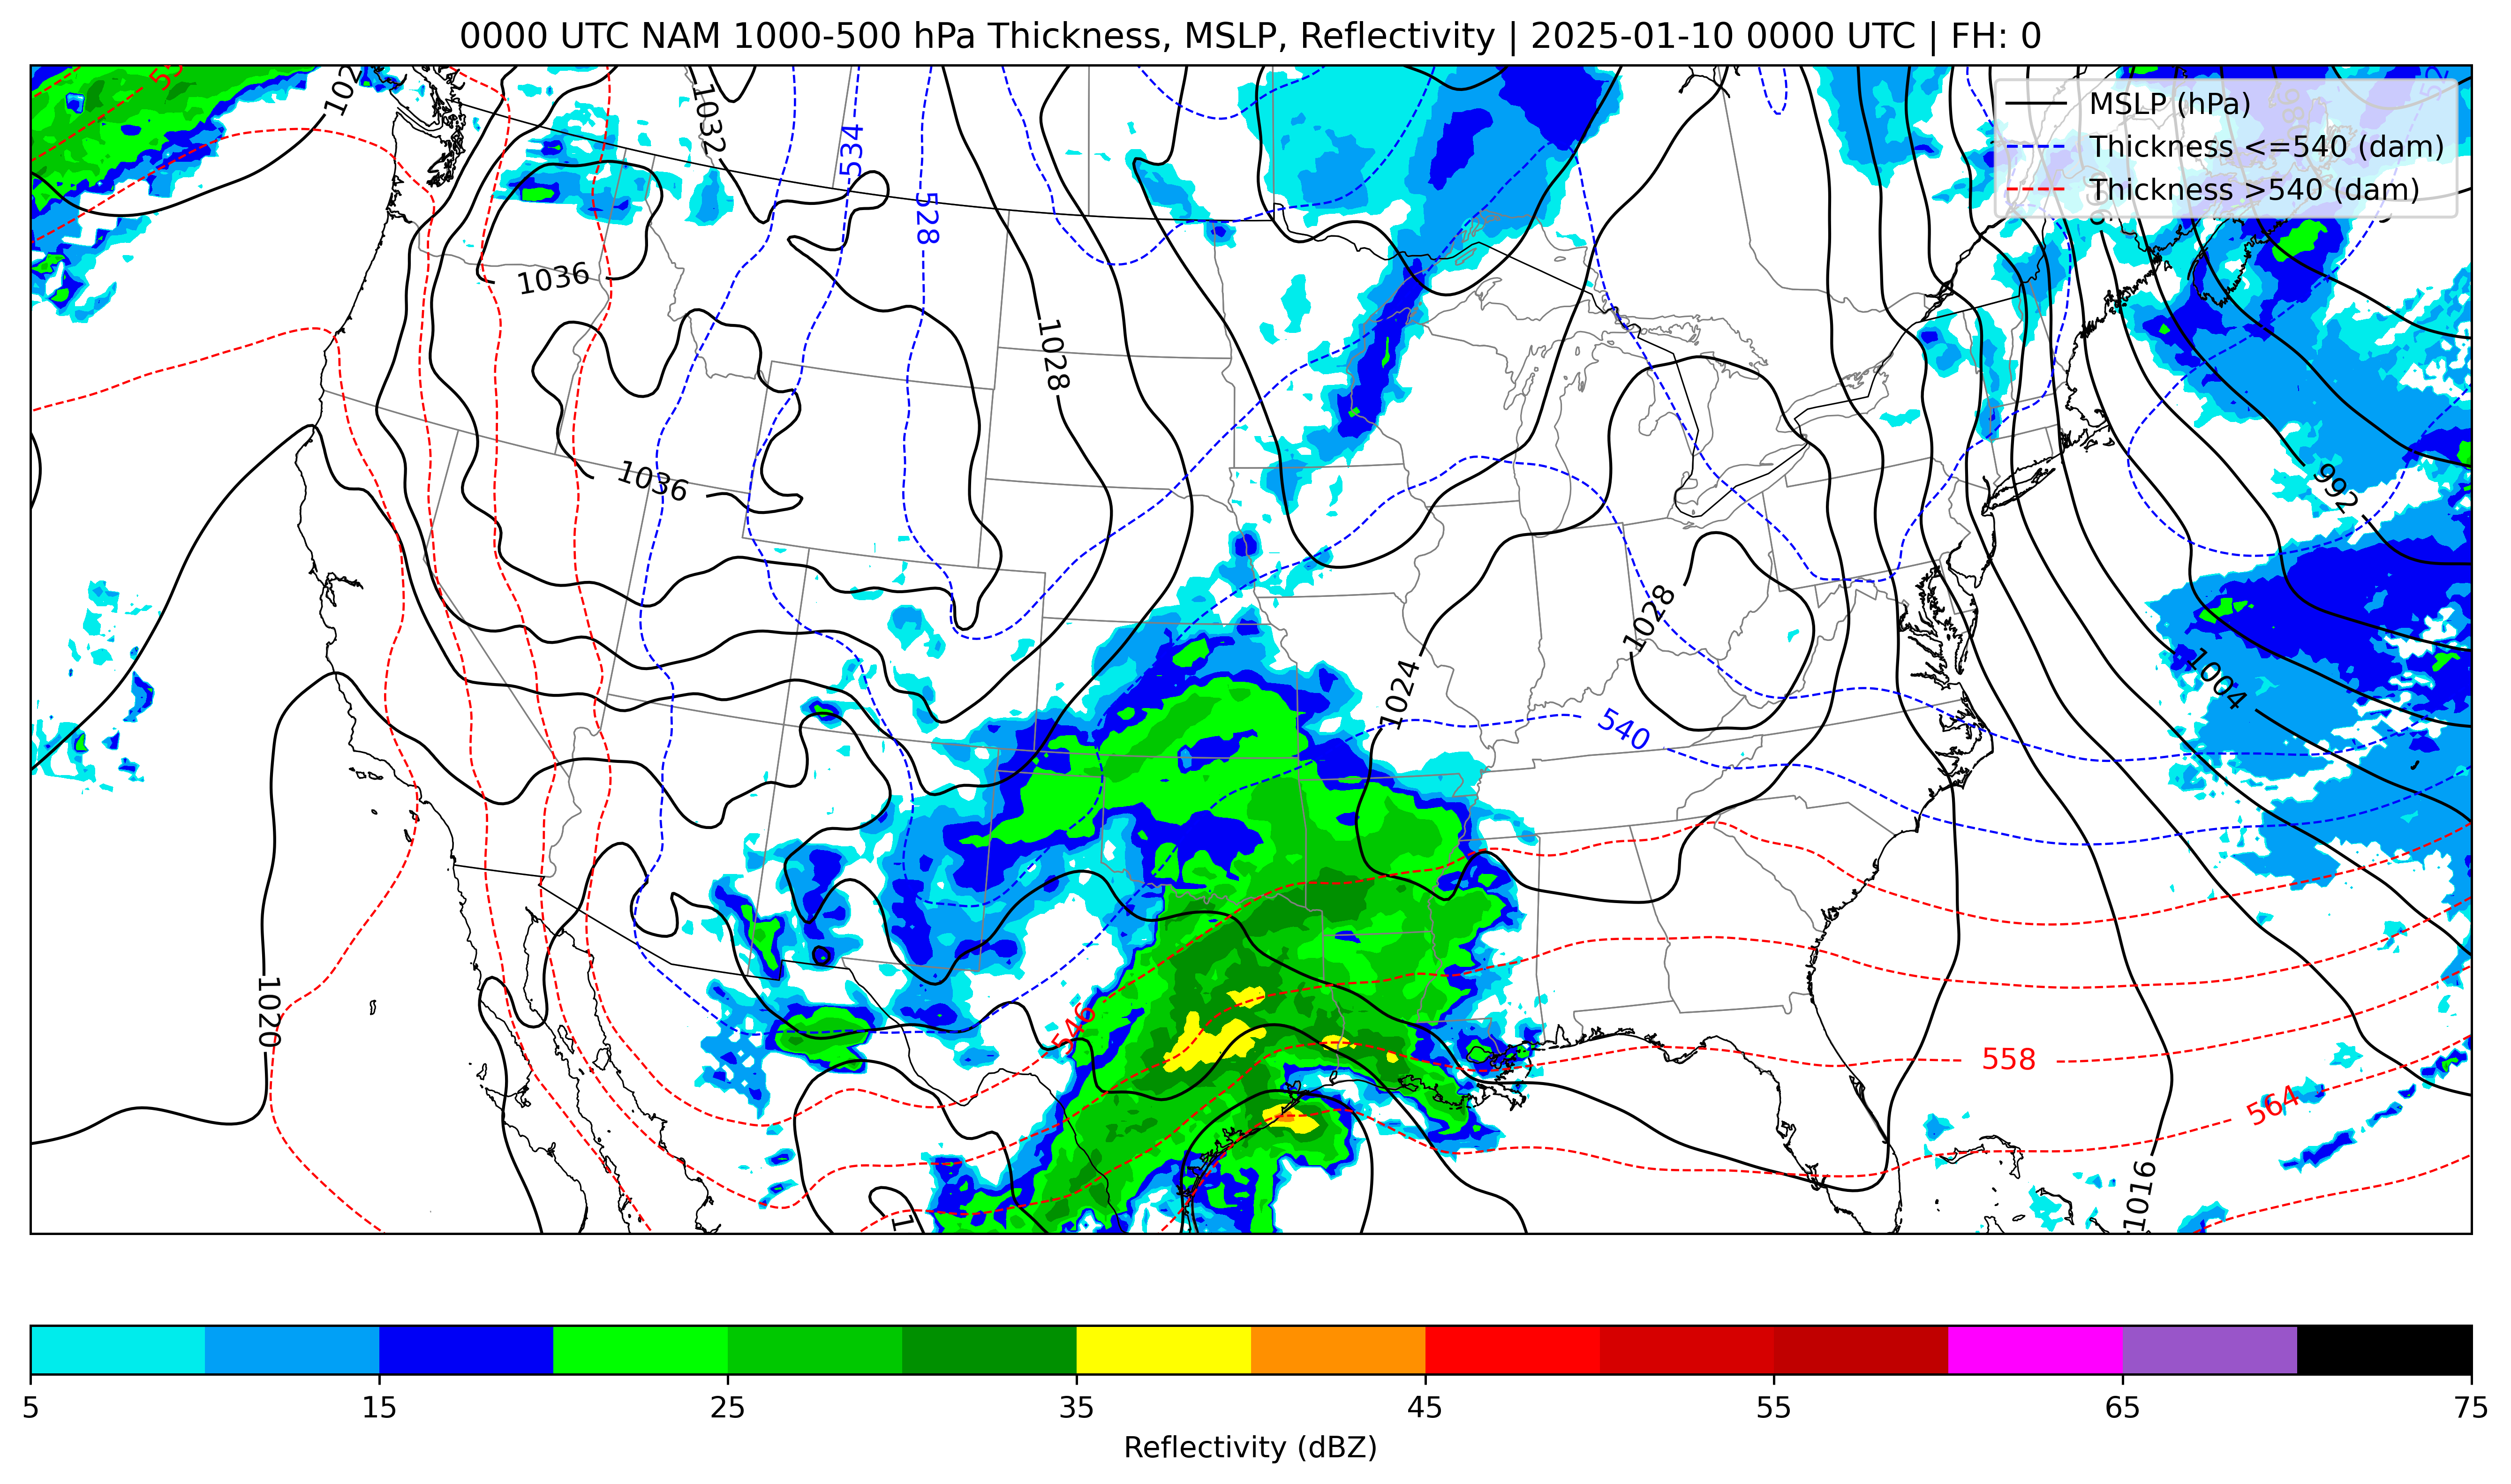 0000 UTC NAM 1000-500 hPa Thickness, MSLP, Reflectivity | 2025-01-10 0000 UTC | FH: 0
MSLP (hPa)
Thickness <=540 (dam)
Thickness >540 (dam)
1032
534
528
1036
1028
1036
992
1028
1004
1024
540
1020
546
558
564
1016
5 15 25 35 45 55 65 75
Reflectivity (dBZ)